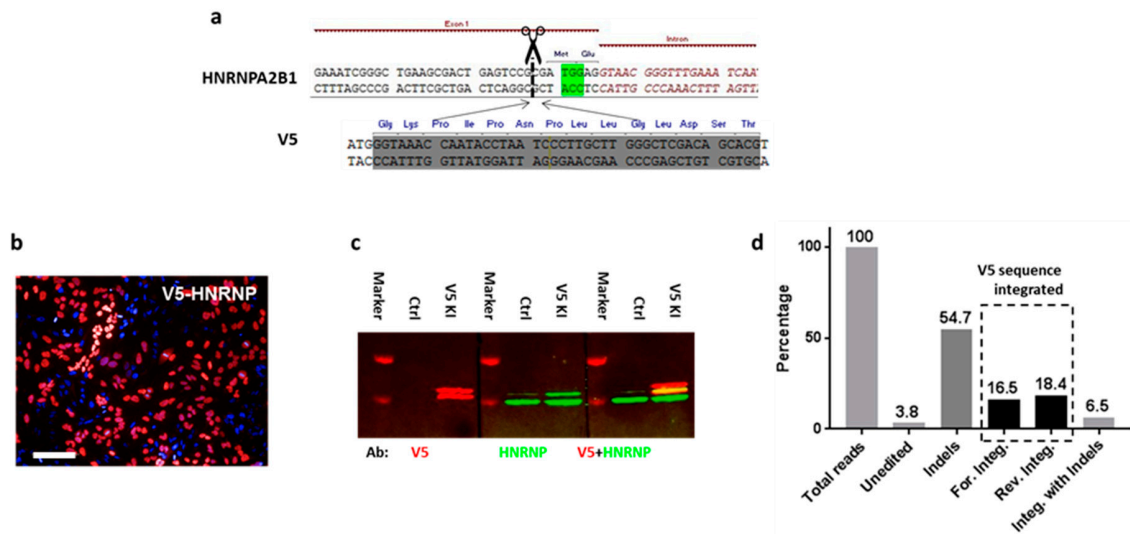 a
Exon 1
Intron
Met Glu
HNRNPA2B1
GAAATCGGGC TGAAGCGACT GAGTCCGCGA TGGAGGTAAC GGGTTTGAAA TCAA
CTTTAGCCCG ACTTCGCTGA CTCAGGCGCT ACCTCCATTG CCCAAACTTT AGTT
Gly Lys Pro Ile Pro Asn Pro Leu Leu Gly Leu Asp Ser Thr
V5
ATGGGTAAAC CAATACCTAA TCCCTTGCTT GGGCTCGACA GCACGT
TACCCATTTG GTTATGGATT AGGGAACGAA CCCGAGCTGT CGTGCA
b
V5-HNRNP
c
Marker Ctrl V5 KI Marker Ctrl V5 KI Marker Ctrl V5 KI
Ab: V5 HNRNP V5+HNRNP
d
Percentage
100
50
0
100
3.8
54.7
16.5
18.4
6.5
V5 sequence
integrated
Total reads
Unedited
Indels
For. Integ.
Rev. Integ.
Integ. with Indels